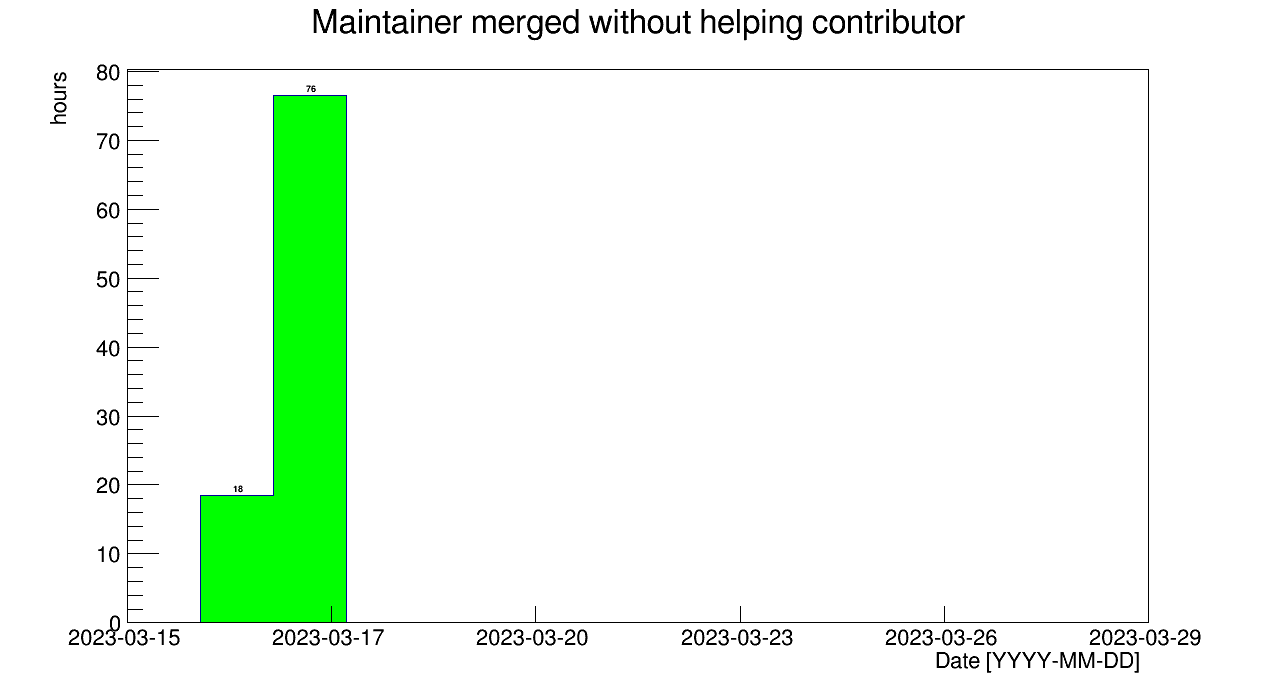 Maintainer merged without helping contributor
hours
80
70
60
50
40
30
20
10
0
76
18
2023-03-15 2023-03-17 2023-03-20 2023-03-23 2023-03-26 2023-03-29
Date [YYYY-MM-DD]